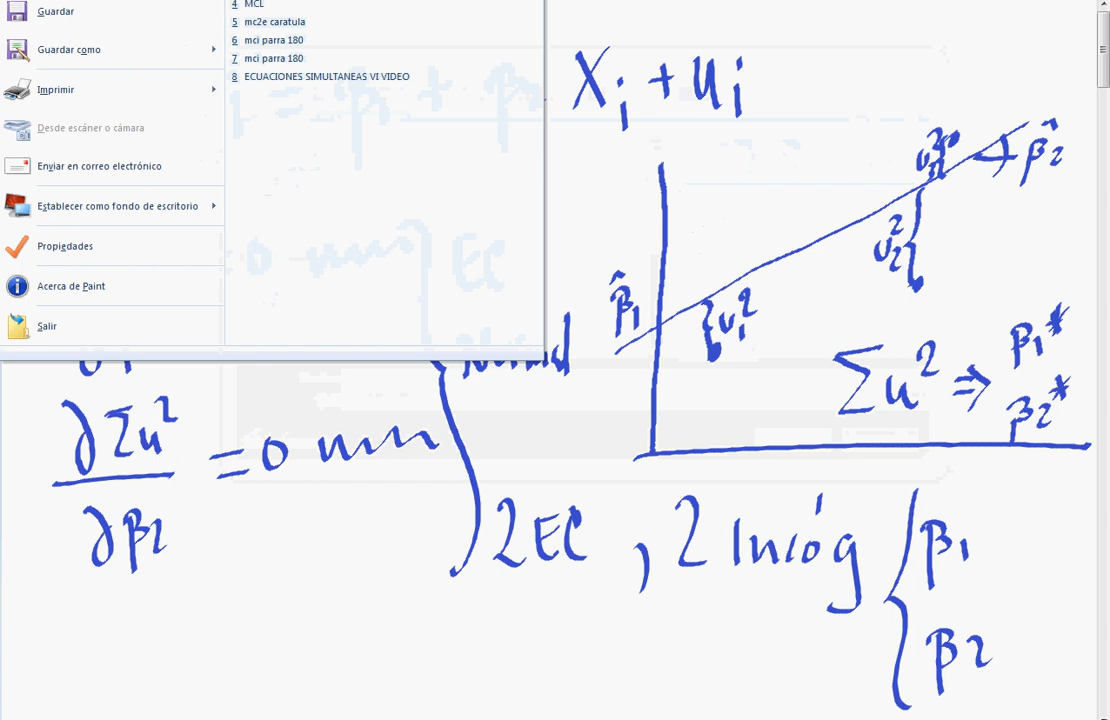 4 MCL
Guardar
5 mc2e caratula
6 mci parra 180
Guardar como
7 mci parra 180
8 ECUACIONES SIMULTANEAS VI VIDEO
Imprimir
Desde escáner o cámara
Enviar en correo electrónico
Establecer como fondo de escritorio
Propiedades
Acerca de Paint
Salir
Xi + ui
β̂2
u2²
β̂1
u1²
Σu² ⇒ β1*
β2*
∂Σu²
= 0 min
∂β2
2 EC , 2 Incóg { β1
β2